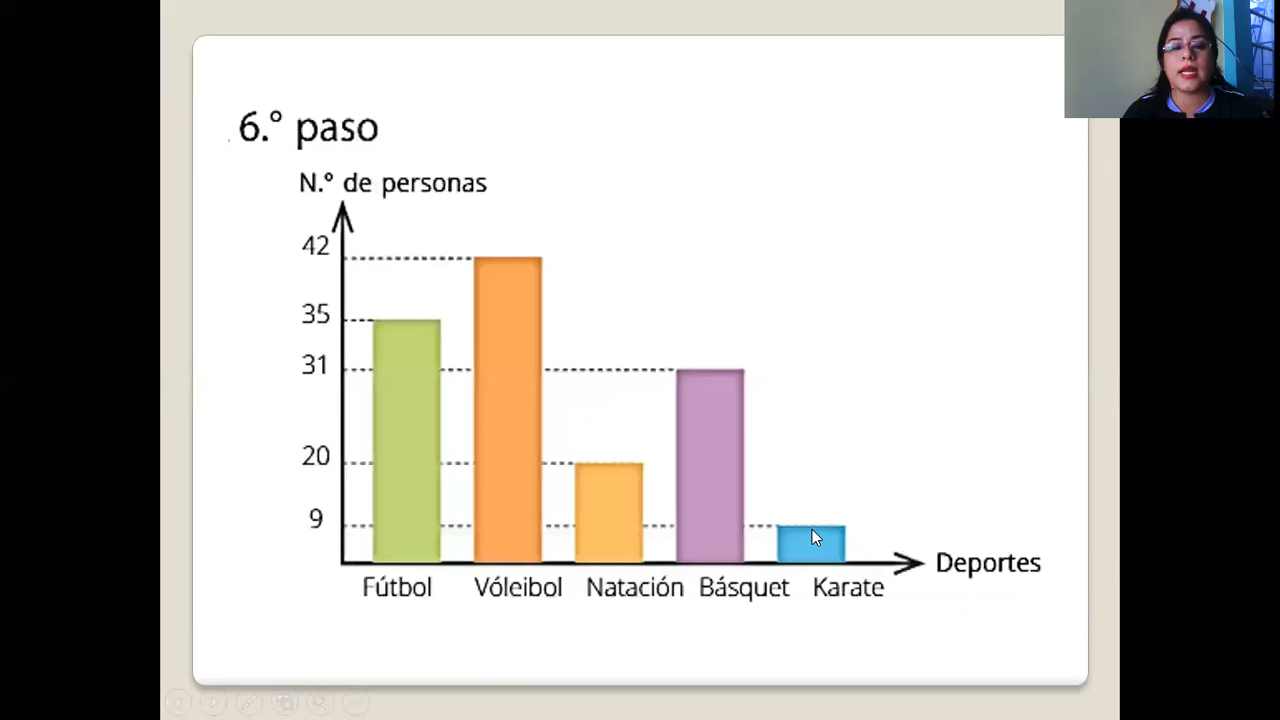 6.° paso
N.° de personas
42
35
31
20
9
Deportes
Fútbol Vóleibol Natación Básquet Karate